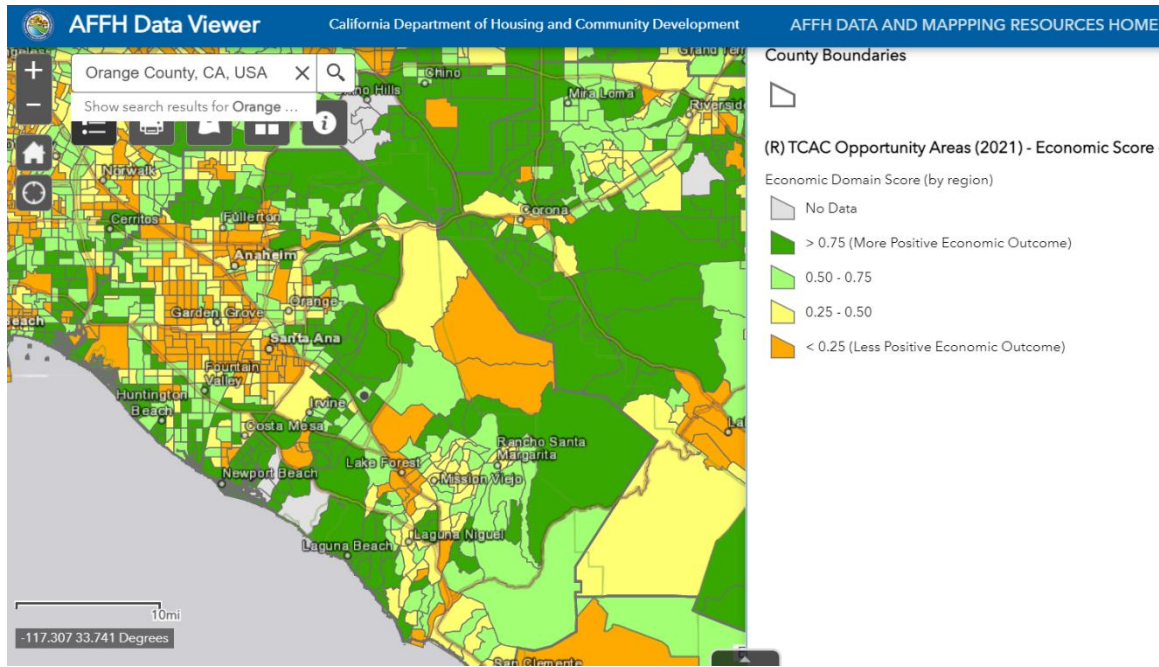 AFFH Data Viewer
California Department of Housing and Community Development
AFFH DATA AND MAPPPING RESOURCES HOME
+
Orange County, CA, USA
Show search results for Orange ...
−
Chino
Hills
Mira Loma
Norwalk
Cerritos
Fullerton
Corona
Anaheim
Orange
Garden Grove
Santa Ana
Fountain
Valley
Huntington
Beach
Irvine
Costa Mesa
Rancho Santa
Margarita
Lake Forest
Mission Viejo
Newport Beach
Laguna Niguel
Laguna Beach
San Clemente
10mi
-117.307 33.741 Degrees
County Boundaries
(R) TCAC Opportunity Areas (2021) - Economic Score
Economic Domain Score (by region)
No Data
> 0.75 (More Positive Economic Outcome)
0.50 - 0.75
0.25 - 0.50
< 0.25 (Less Positive Economic Outcome)